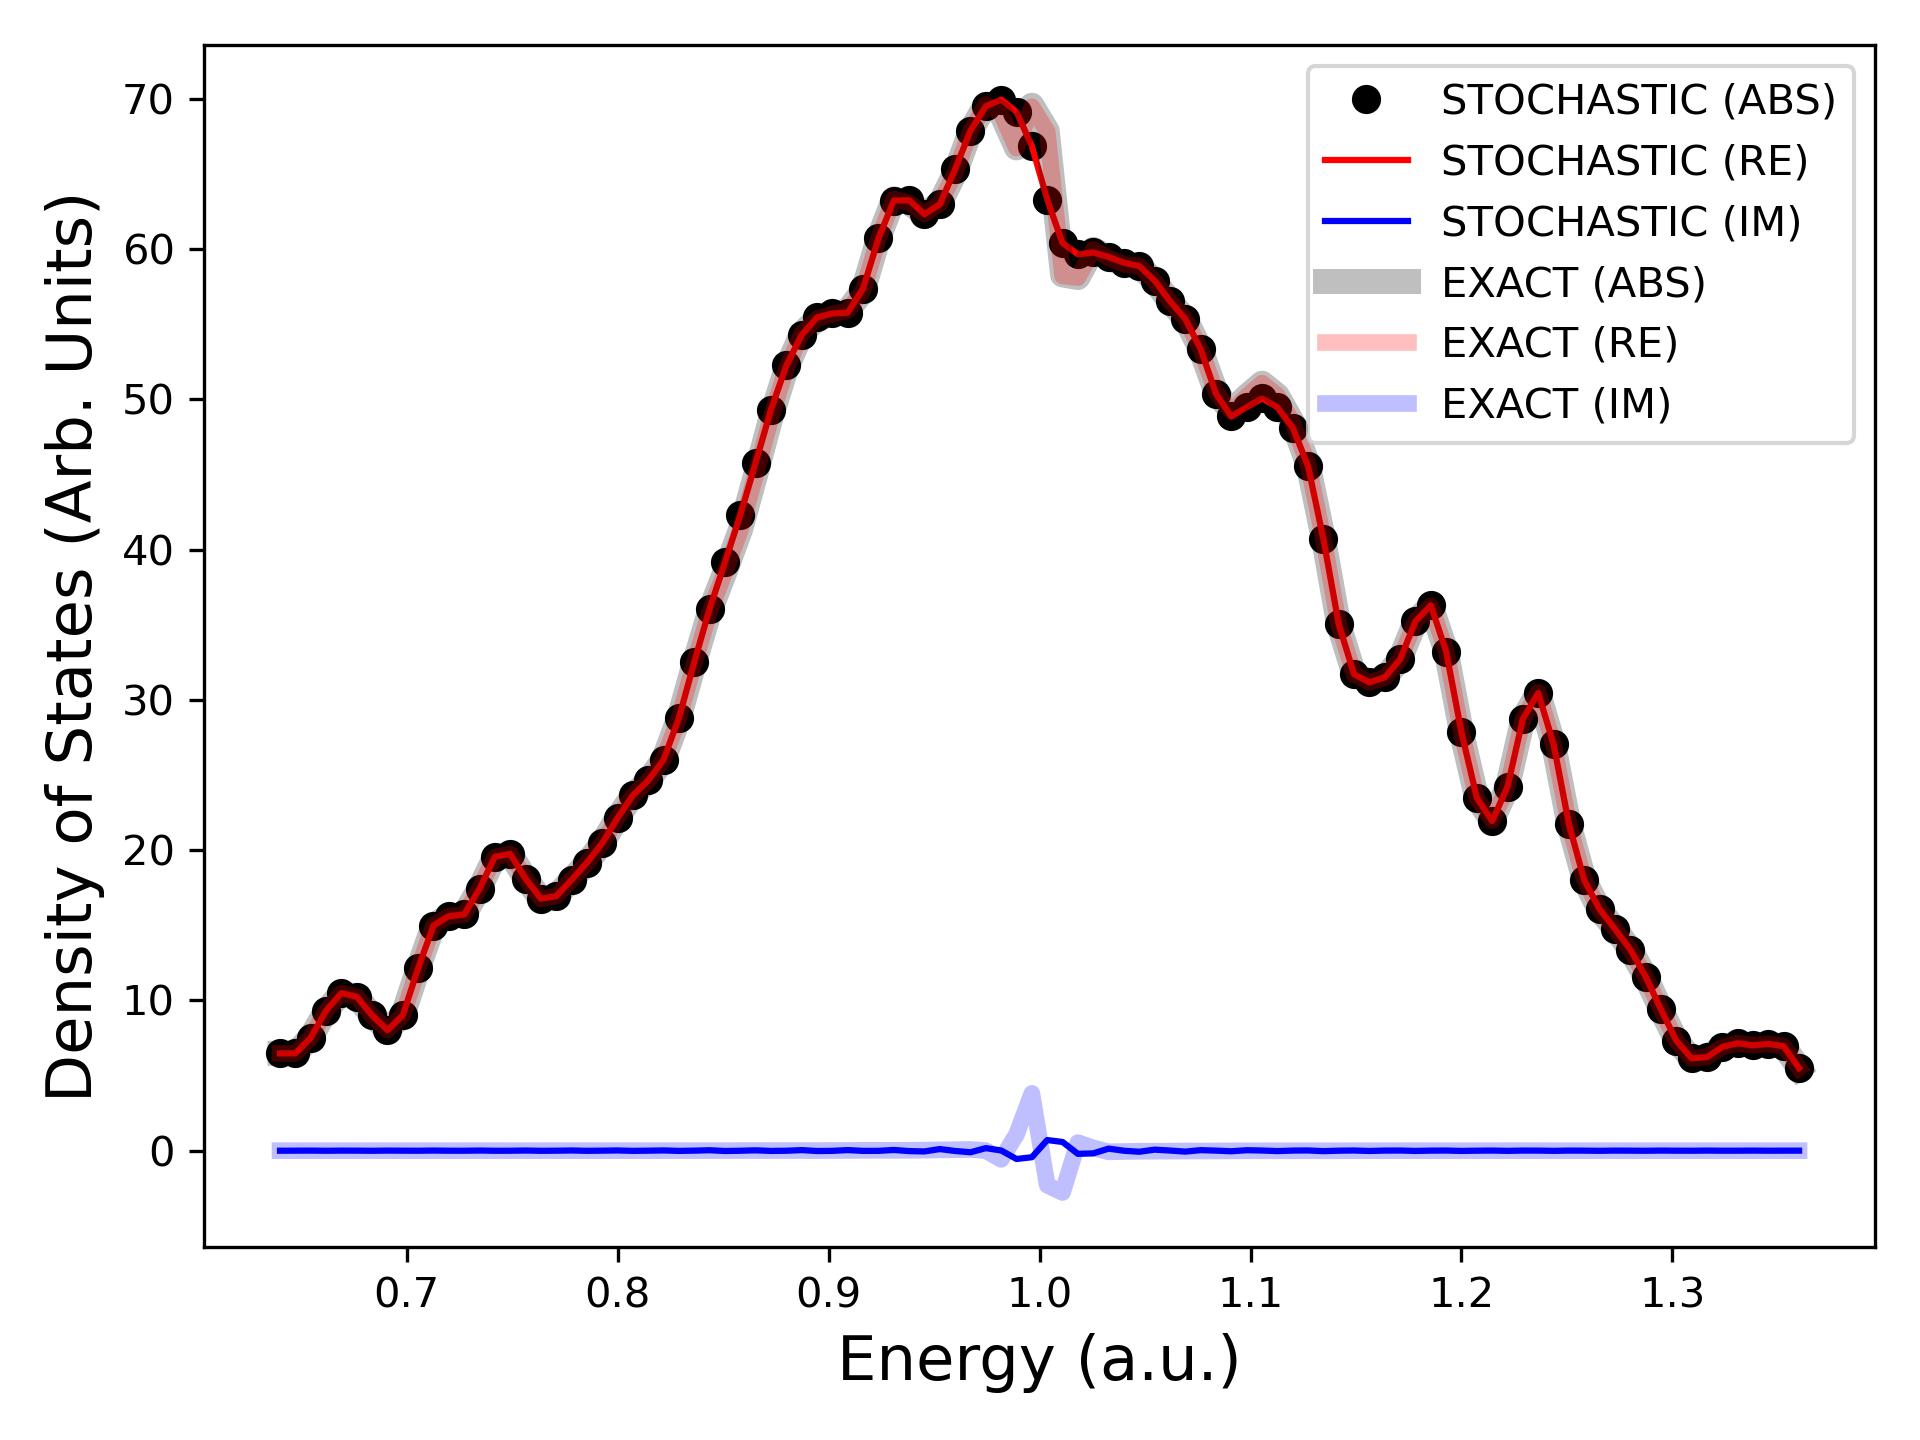 Density of States (Arb. Units)
70
60
50
40
30
20
10
0
0.7
0.8
0.9
1.0
1.1
1.2
1.3
Energy (a.u.)
STOCHASTIC (ABS)
STOCHASTIC (RE)
STOCHASTIC (IM)
EXACT (ABS)
EXACT (RE)
EXACT (IM)